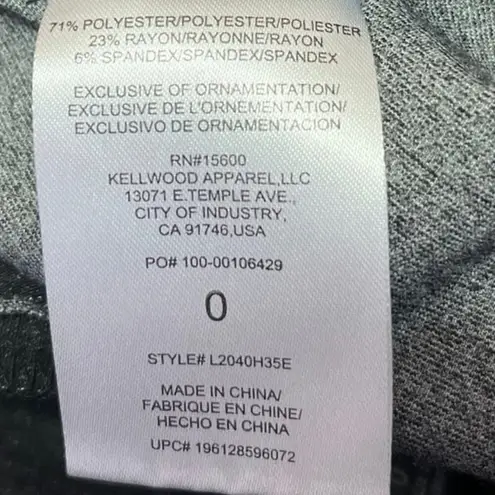 71% POLYESTER/POLYESTER/POLIESTER
23% RAYON/RAYONNE/RAYON
6% SPANDEX/SPANDEX/SPANDEX
EXCLUSIVE OF ORNAMENTATION/
EXCLUSIVE DE L'ORNEMENTATION/
EXCLUSIVO DE ORNAMENTACION
RN#15600
KELLWOOD APPAREL,LLC
13071 E.TEMPLE AVE.,
CITY OF INDUSTRY,
CA 91746,USA
PO# 100-00106429
0
STYLE# L2040H35E
MADE IN CHINA/
FABRIQUE EN CHINE/
HECHO EN CHINA
UPC# 196128596072